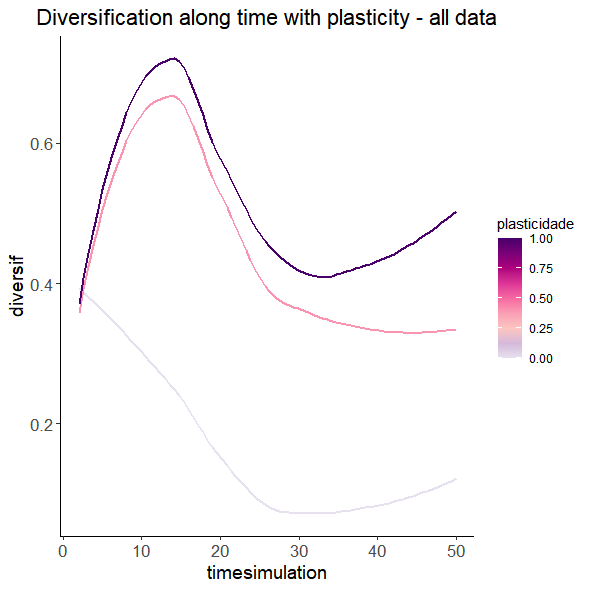 Diversification along time with plasticity - all data
diversif
0.6
0.4
0.2
0 10 20 30 40 50
timesimulation
plasticidade
1.00
0.75
0.50
0.25
0.00